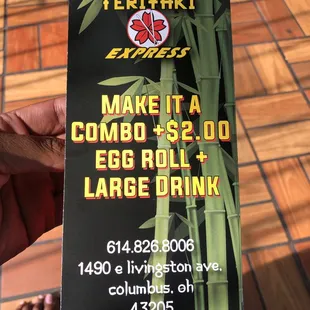 TERIYAKI
EXPRESS
MAKE IT A
COMBO +$2.00
EGG ROLL +
LARGE DRINK
614.826.8006
1490 e livingston ave.
columbus, oh
43205